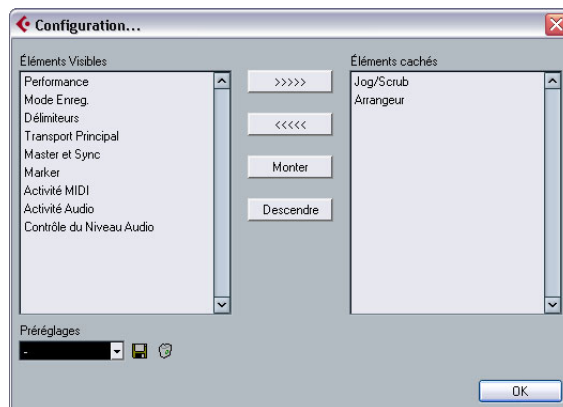 Configuration...
Éléments Visibles
Performance
Mode Enreg.
Délimiteurs
Transport Principal
Master et Sync
Marker
Activité MIDI
Activité Audio
Contrôle du Niveau Audio
>>>>>
<<<<<
Monter
Descendre
Éléments cachés
Jog/Scrub
Arrangeur
Préréglages
-
OK